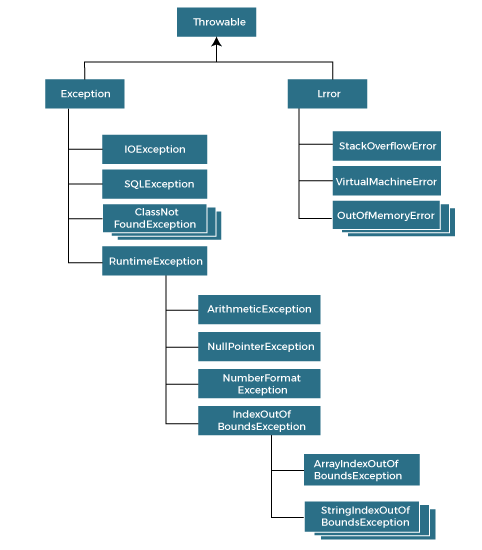 Throwable
Exception
Lrror
IOException
SQLException
ClassNot
FoundException
RuntimeException
StackOverflowError
VirtualMachineError
OutOfMemoryError
ArithmeticException
NullPointerException
NumberFormat
Exception
IndexOutOf
BoundsException
ArrayIndexOutOf
BoundsException
StringIndexOutOf
BoundsException